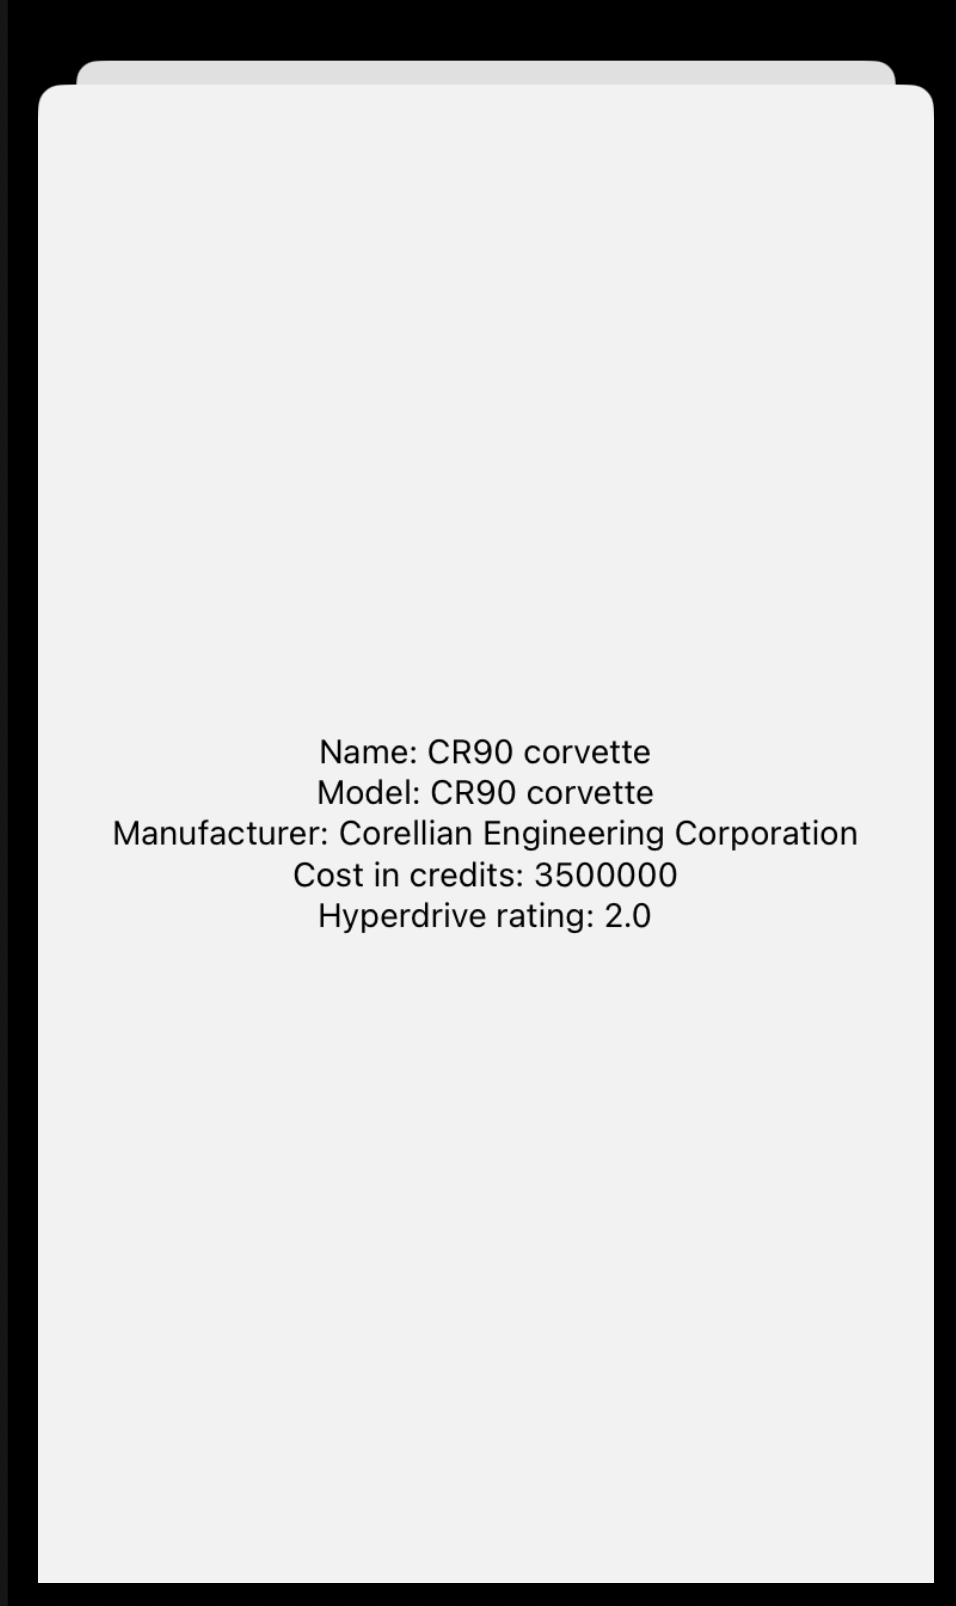 Name: CR90 corvette
Model: CR90 corvette
Manufacturer: Corellian Engineering Corporation
Cost in credits: 3500000
Hyperdrive rating: 2.0